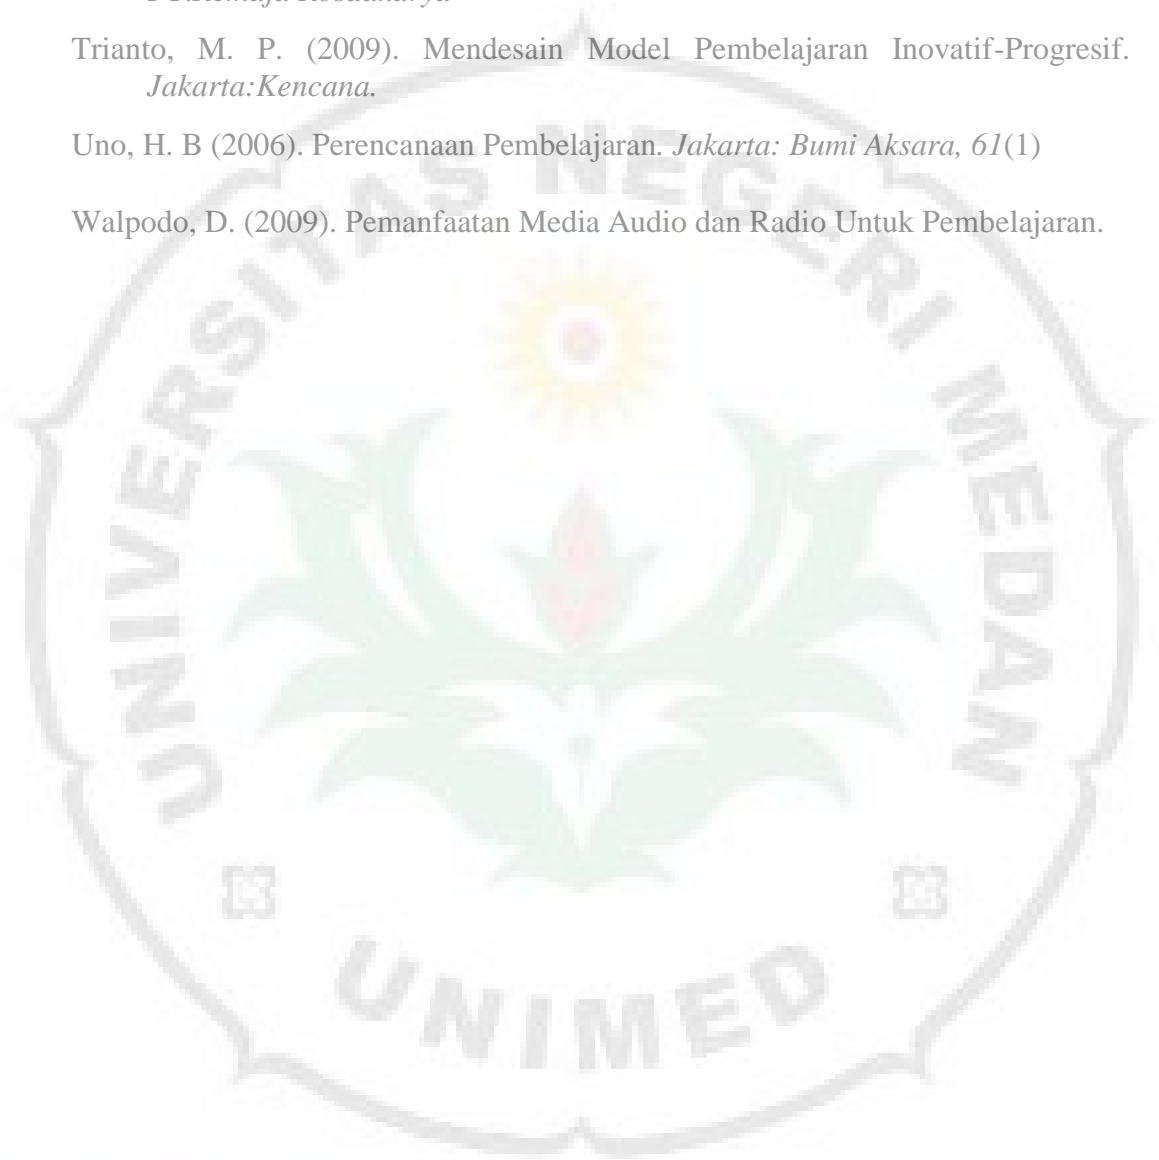 Trianto, M. P. (2009). Mendesain Model Pembelajaran Inovatif-Progresif.
Jakarta:Kencana.
Uno, H. B (2006). Perencanaan Pembelajaran. Jakarta: Bumi Aksara, 61(1)
Walpodo, D. (2009). Pemanfaatan Media Audio dan Radio Untuk Pembelajaran.
UNIVERSITAS NEGERI MEDAN
UNIMED